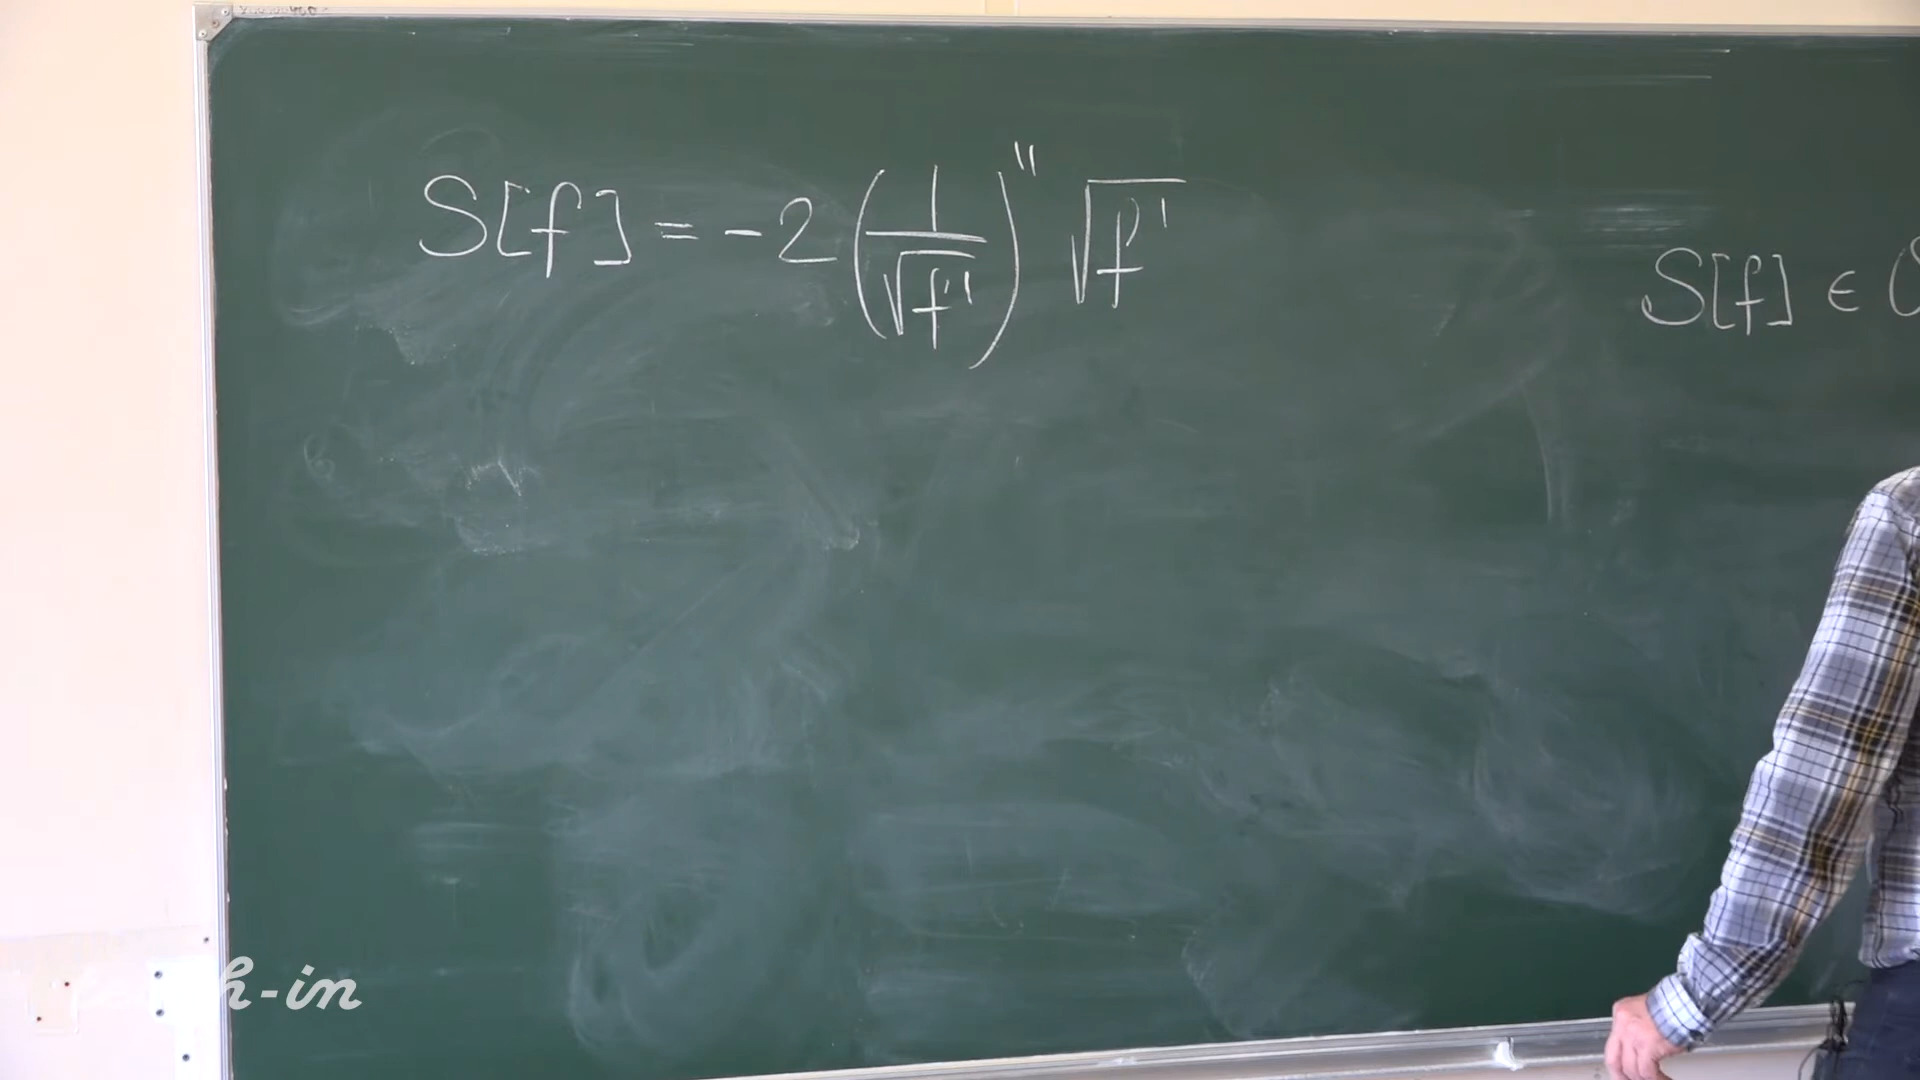 S[f] = -2 (1/√f')'' √f'
S[f] ∈
h-in